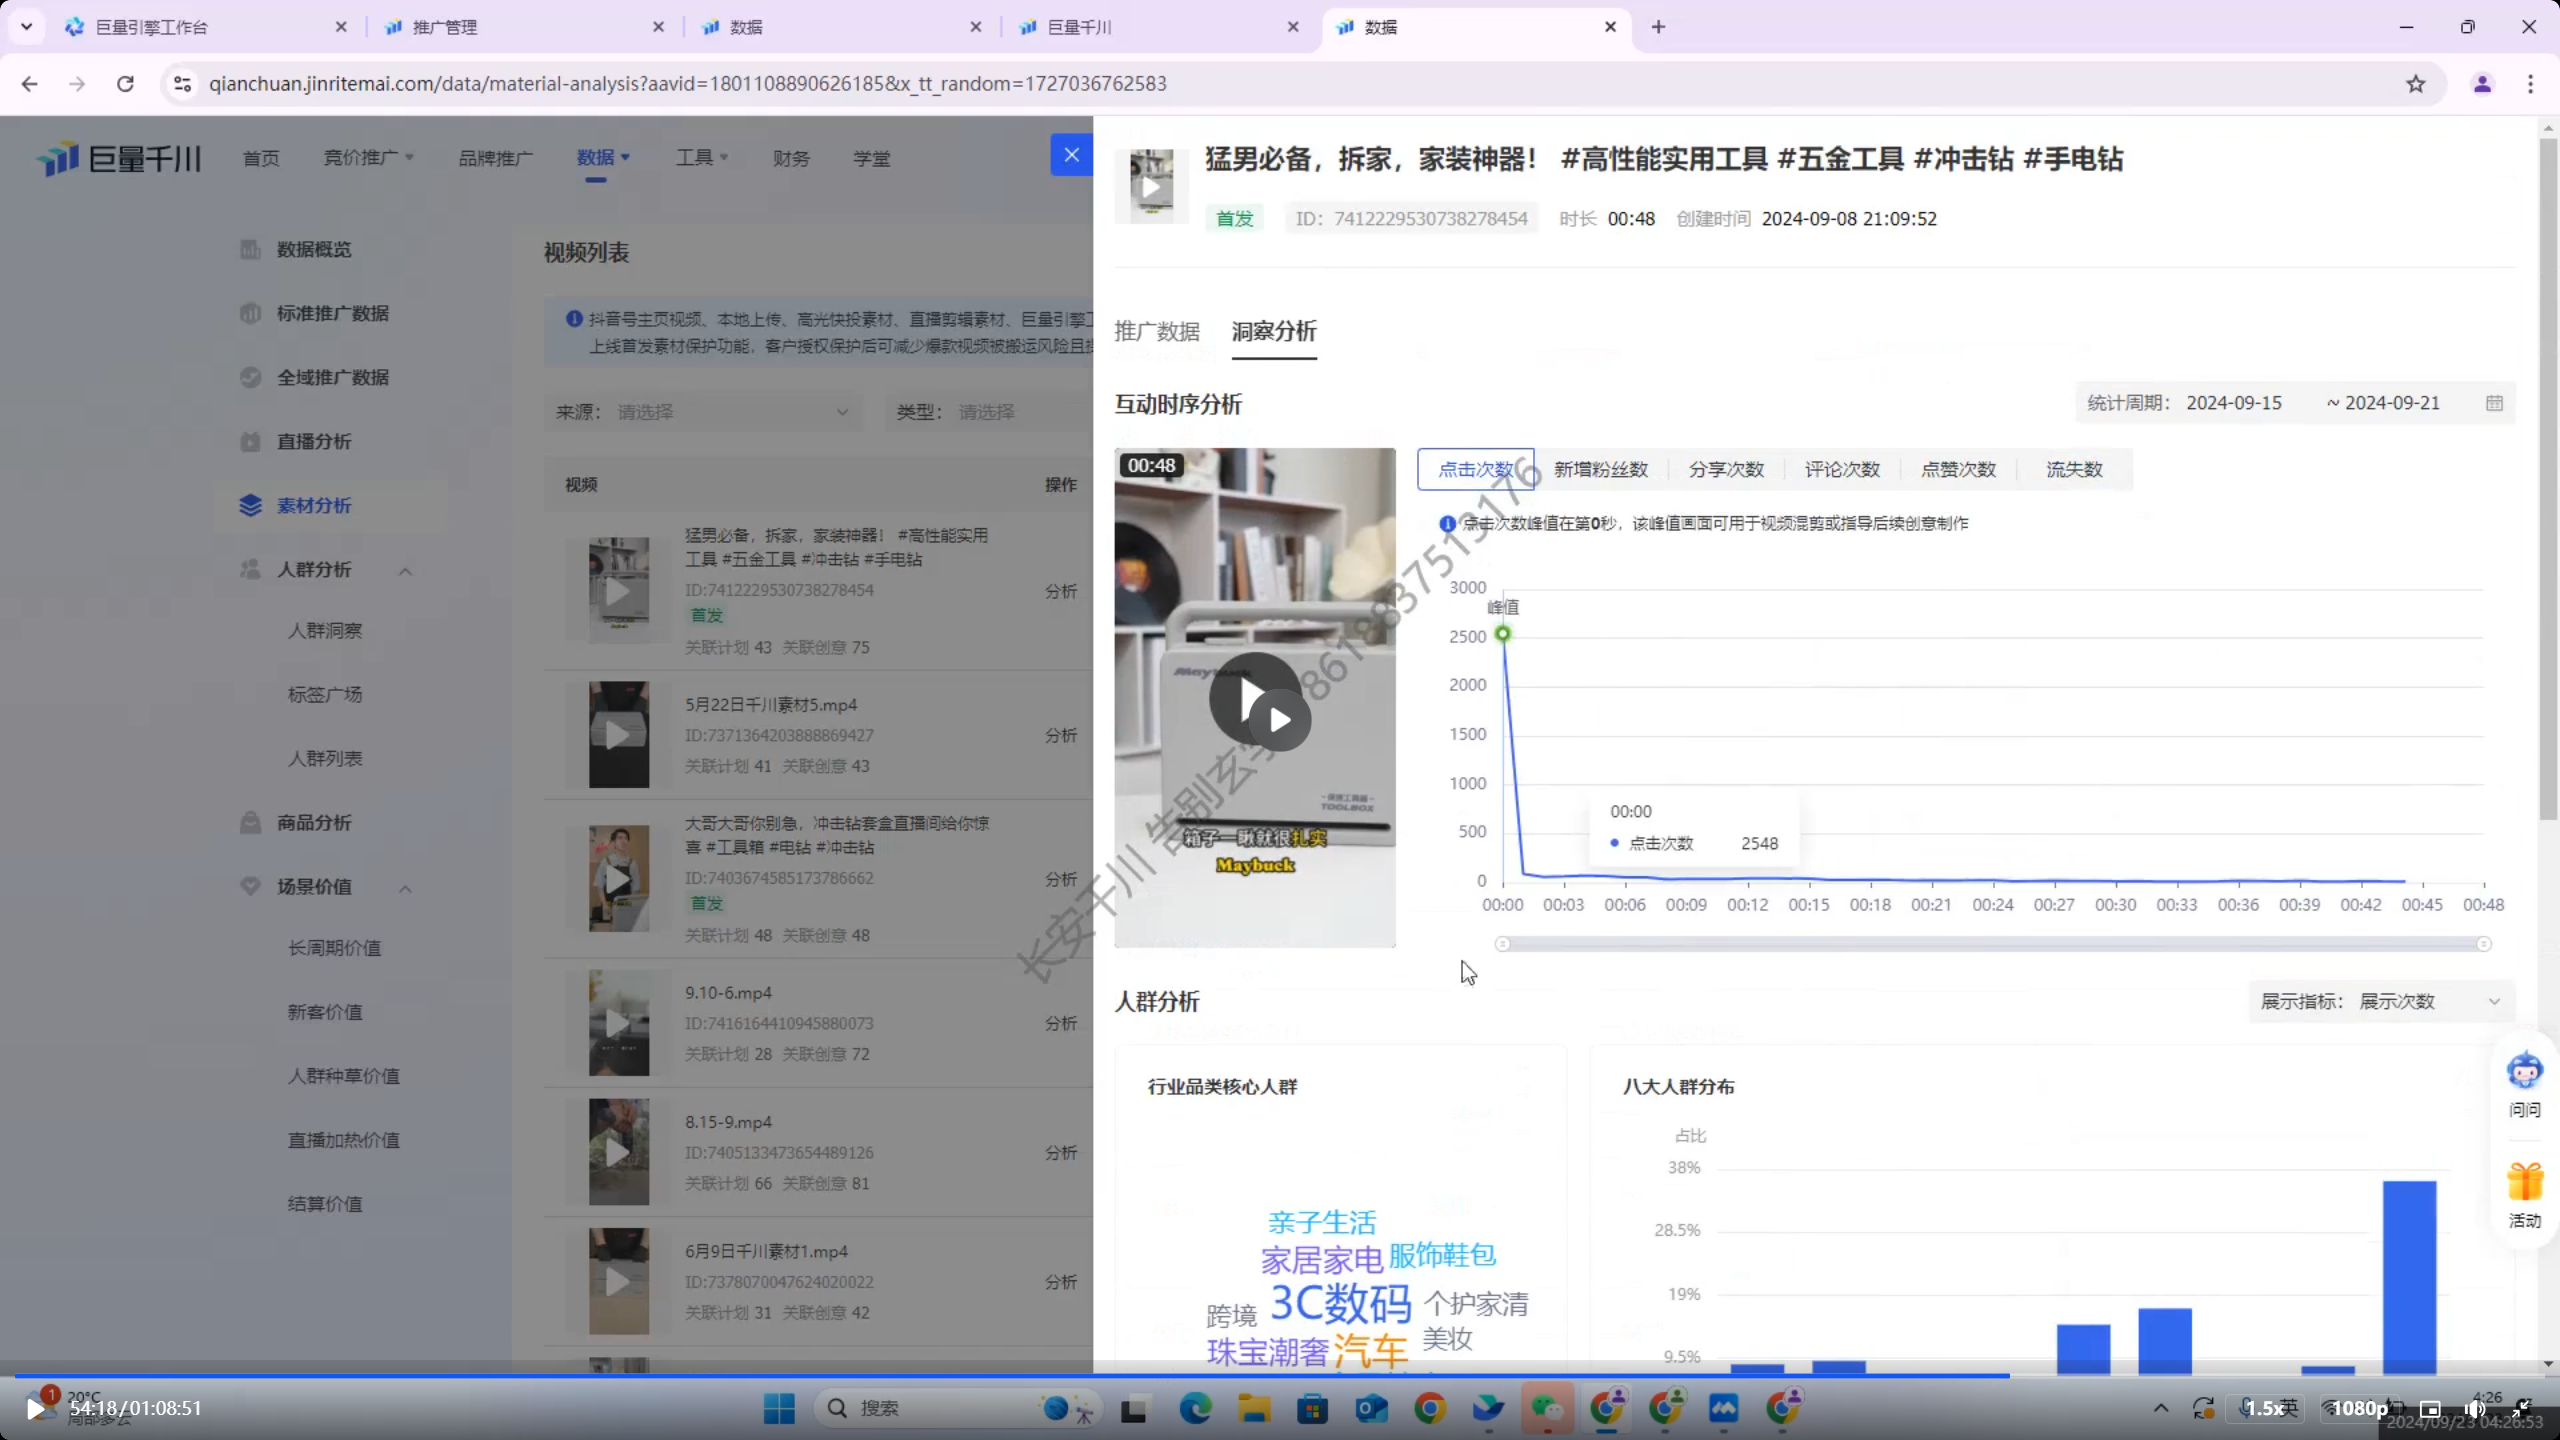 巨量引擎工作台
推广管理
数据
巨量千川
数据
qianchuan.jinritemai.com/data/material-analysis?aavid=1801108890626185&x_tt_random=1727036762583
巨量千川
首页
竞价推广
品牌推广
数据
工具
财务
学堂
数据概览
标准推广数据
全域推广数据
直播分析
素材分析
人群分析
人群洞察
标签广场
人群列表
商品分析
场景价值
长周期价值
新客价值
人群种草价值
直播加热价值
结算价值
视频列表
抖音号主页视频、本地上传、高光快投素材、直播剪辑素材、巨量引擎
上线首发素材保护功能，客户授权保护后可减少爆款视频被搬运风险且
来源： 请选择
类型： 请选择
视频
操作
猛男必备，拆家，家装神器！ #高性能实用
工具 #五金工具 #冲击钻 #手电钻
ID:7412229530738278454
首发
关联计划 43 关联创意 75
分析
5月22日千川素材5.mp4
ID:7371364203888869427
关联计划 41 关联创意 43
分析
大哥大哥你别急，冲击钻套盒直播间给你惊
喜 #工具箱 #电钻 #冲击钻
ID:7403674585173786662
首发
关联计划 48 关联创意 48
分析
9.10-6.mp4
ID:7416164410945880073
关联计划 28 关联创意 72
分析
8.15-9.mp4
ID:7405133473654489126
关联计划 66 关联创意 81
分析
6月9日千川素材1.mp4
ID:7378070047624020022
关联计划 31 关联创意 42
分析
猛男必备，拆家，家装神器！ #高性能实用工具 #五金工具 #冲击钻 #手电钻
首发
ID：7412229530738278454
时长 00:48
创建时间 2024-09-08 21:09:52
推广数据
洞察分析
互动时序分析
统计周期： 2024-09-15 ~ 2024-09-21
00:48
Maybuck
TOOLBOX
箱子一瞅就很扎实
Maybuck
点击次数
新增粉丝数
分享次数
评论次数
点赞次数
流失数
点击次数峰值在第0秒，该峰值画面可用于视频混剪或指导后续创意制作
3000
峰值
2500
2000
1500
1000
500
0
00:00
点击次数 2548
00:00 00:03 00:06 00:09 00:12 00:15 00:18 00:21 00:24 00:27 00:30 00:33 00:36 00:39 00:42 00:45 00:48
人群分析
展示指标： 展示次数
行业品类核心人群
亲子生活
家居家电
服饰鞋包
3C数码
跨境
个护家清
珠宝潮奢
汽车
美妆
八大人群分布
占比
38%
28.5%
19%
9.5%
问问
活动
1
20°C
局部多云
54:18/01:08:51
搜索
1.5x
英
1080p
4:26
2024/09/23 04:26:53